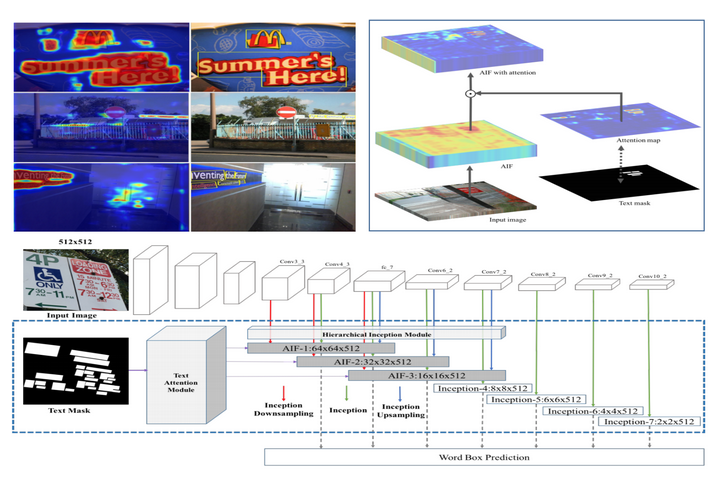 Summer's
Here!
Summer's
Here!
venting the
AIF with attention
Attention map
AIF
Text mask
Input image
512x512
4P
ONLY
7:30-11PM
ZONE
Input Image
Conv3_3
Conv4_3
fc_7
Conv6_2
Conv7_2
Conv8_2
Conv9_2
Conv10_2
Hierarchical Inception Module
AIF-1:64x64x512
AIF-2:32x32x512
AIF-3:16x16x512
Inception-4:8x8x512
Inception-5:6x6x512
Inception-6:4x4x512
Inception-7:2x2x512
Text
Attention
Module
Text Mask
Inception
Downsampling
Inception
Inception
Upsampling
Word Box Prediction